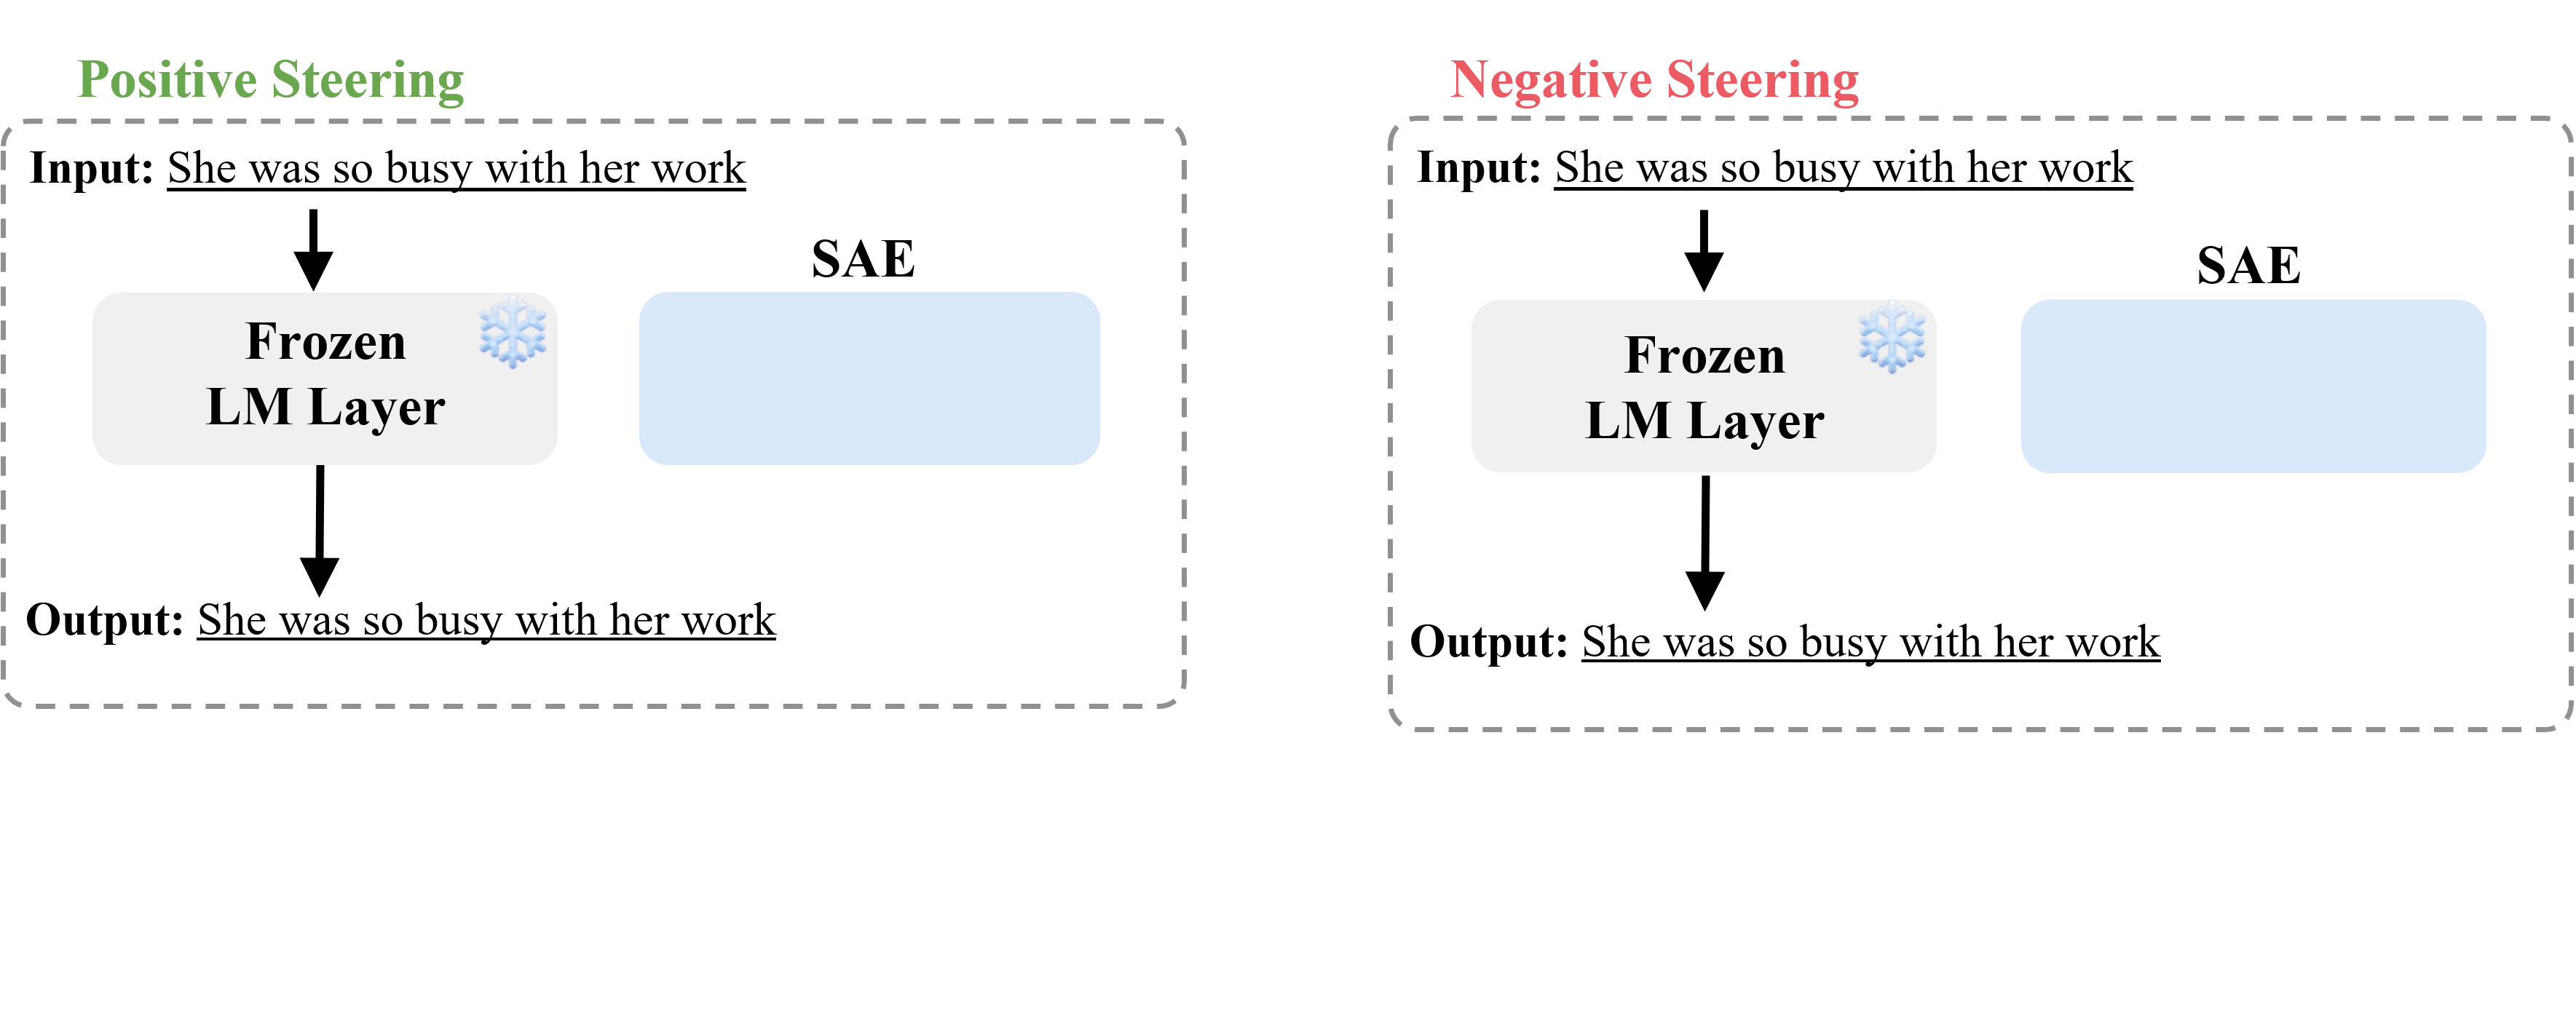 Positive Steering
Input: She was so busy with her work
SAE
Frozen
LM Layer
Output: She was so busy with her work
Negative Steering
Input: She was so busy with her work
SAE
Frozen
LM Layer
Output: She was so busy with her work